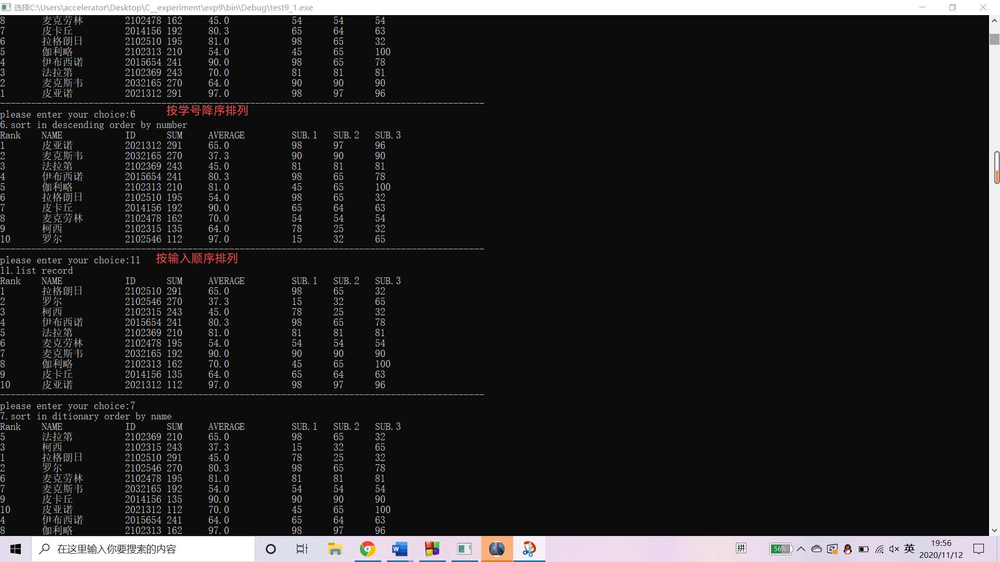 选择C:\Users\accelerator\Desktop\C__experiment\exp9\bin\Debug\test9_1.exe
8 麦克劳林 2102478 162 45.0 54 54 54
7 皮卡丘 2014156 192 80.3 65 64 63
6 拉格朗日 2102510 195 81.0 98 65 32
5 伽利略 2102313 210 54.0 45 65 100
4 伊布西诺 2015654 241 90.0 98 65 78
3 法拉第 2102369 243 70.0 81 81 81
2 麦克斯韦 2032165 270 64.0 90 90 90
1 皮亚诺 2021312 291 97.0 98 97 96
please enter your choice:6 按学号降序排列
6.sort in descending order by number
Rank NAME ID SUM AVERAGE SUB.1 SUB.2 SUB.3
1 皮亚诺 2021312 291 65.0 98 97 96
2 麦克斯韦 2032165 270 37.3 90 90 90
3 法拉第 2102369 243 45.0 81 81 81
4 伊布西诺 2015654 241 80.3 98 65 78
5 伽利略 2102313 210 81.0 45 65 100
6 拉格朗日 2102510 195 54.0 98 65 32
7 皮卡丘 2014156 192 90.0 65 64 63
8 麦克劳林 2102478 162 70.0 54 54 54
9 柯西 2102315 135 64.0 78 25 32
10 罗尔 2102546 112 97.0 15 32 65
please enter your choice:11 按输入顺序排列
11.list record
Rank NAME ID SUM AVERAGE SUB.1 SUB.2 SUB.3
1 拉格朗日 2102510 291 65.0 98 65 32
2 罗尔 2102546 270 37.3 15 32 65
3 柯西 2102315 243 45.0 78 25 32
4 伊布西诺 2015654 241 80.3 98 65 78
5 法拉第 2102369 210 81.0 81 81 81
6 麦克劳林 2102478 195 54.0 54 54 54
7 麦克斯韦 2032165 192 90.0 90 90 90
8 伽利略 2102313 162 70.0 45 65 100
9 皮卡丘 2014156 135 64.0 65 64 63
10 皮亚诺 2021312 112 97.0 98 97 96
please enter your choice:7
7.sort in ditionary order by name
Rank NAME ID SUM AVERAGE SUB.1 SUB.2 SUB.3
5 法拉第 2102369 210 65.0 98 65 32
3 柯西 2102315 243 37.3 15 32 65
1 拉格朗日 2102510 291 45.0 78 25 32
2 罗尔 2102546 270 80.3 98 65 78
6 麦克劳林 2102478 195 81.0 81 81 81
7 麦克斯韦 2032165 192 54.0 54 54 54
9 皮卡丘 2014156 135 90.0 90 90 90
10 皮亚诺 2021312 112 70.0 45 65 100
4 伊布西诺 2015654 241 64.0 65 64 63
8 伽利略 2102313 162 97.0 98 97 96
在这里输入你要搜索的内容
拼 56% 英 19:56
2020/11/12